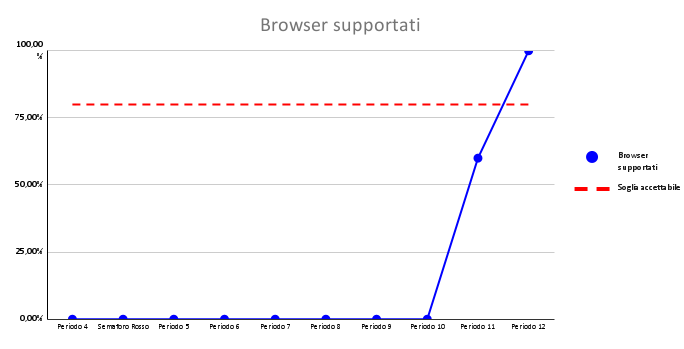 Browser supportati
100,00
%
75,00%
50,00%
25,00%
0,00%
Periodo 4 Semaforo Rosso Periodo 5 Periodo 6 Periodo 7 Periodo 8 Periodo 9 Periodo 10 Periodo 11 Periodo 12
Browser
supportati
Soglia accettabile